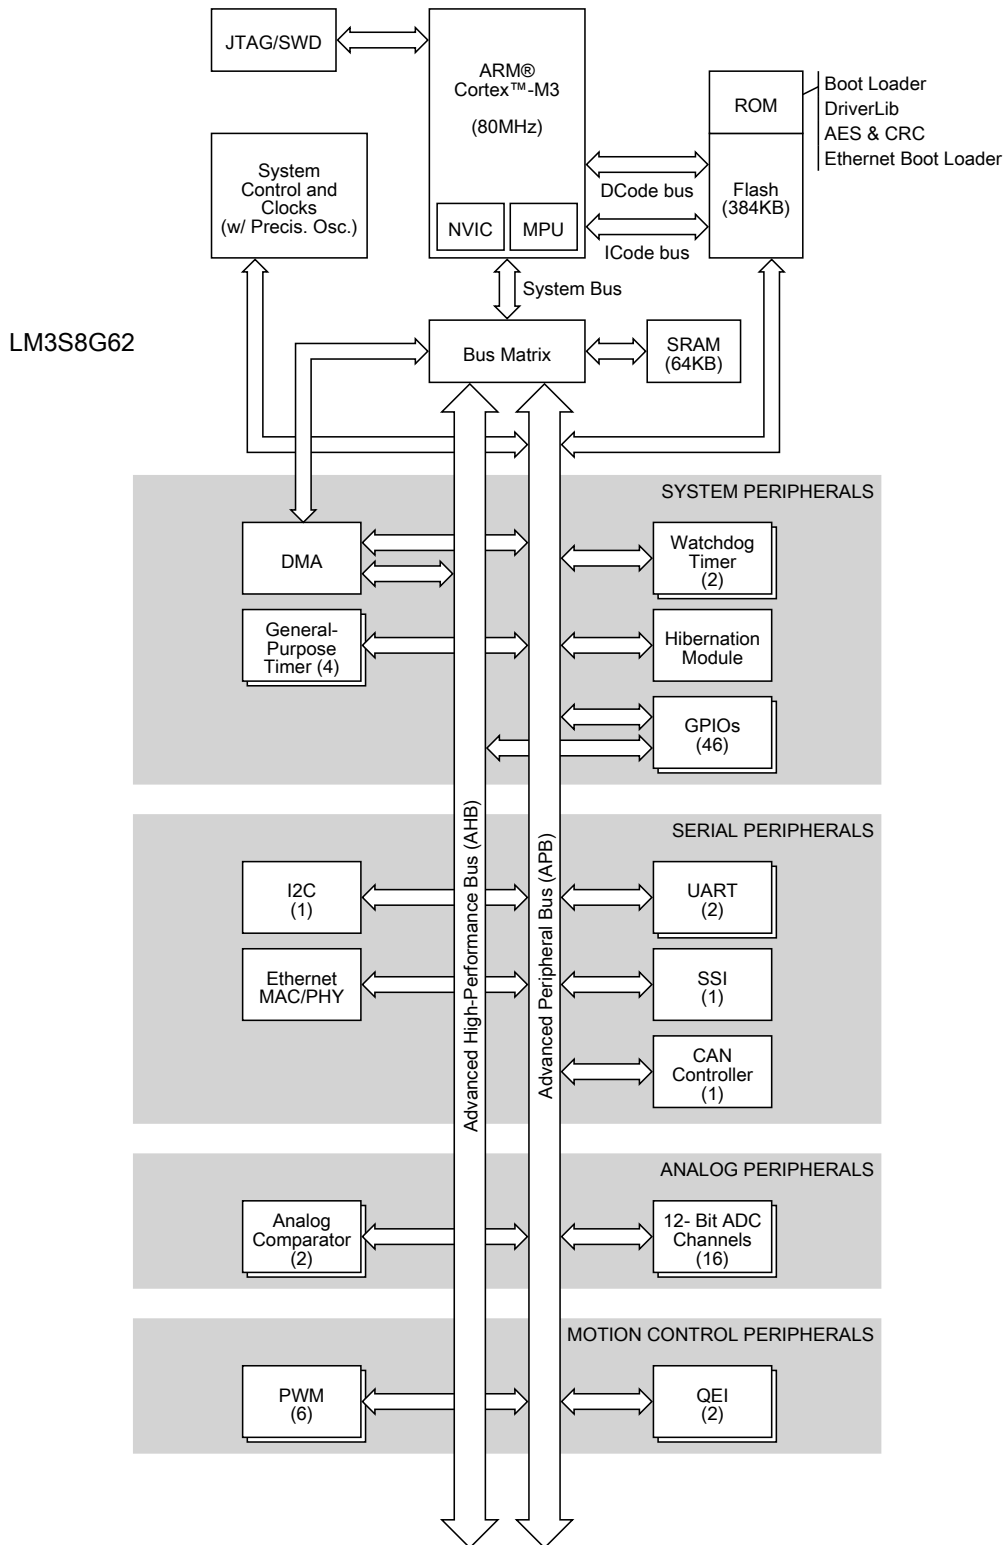 JTAG/SWD
ARM®
Cortex™-M3
(80MHz)
NVIC
MPU
ROM
Flash
(384KB)
Boot Loader
DriverLib
AES & CRC
Ethernet Boot Loader
System
Control and
Clocks
(w/ Precis. Osc.)
DCode bus
ICode bus
System Bus
LM3S8G62
Bus Matrix
SRAM
(64KB)
SYSTEM PERIPHERALS
DMA
Watchdog
Timer
(2)
General-
Purpose
Timer (4)
Hibernation
Module
GPIOs
(46)
Advanced High-Performance Bus (AHB)
Advanced Peripheral Bus (APB)
SERIAL PERIPHERALS
I2C
(1)
UART
(2)
Ethernet
MAC/PHY
SSI
(1)
CAN
Controller
(1)
ANALOG PERIPHERALS
Analog
Comparator
(2)
12- Bit ADC
Channels
(16)
MOTION CONTROL PERIPHERALS
PWM
(6)
QEI
(2)